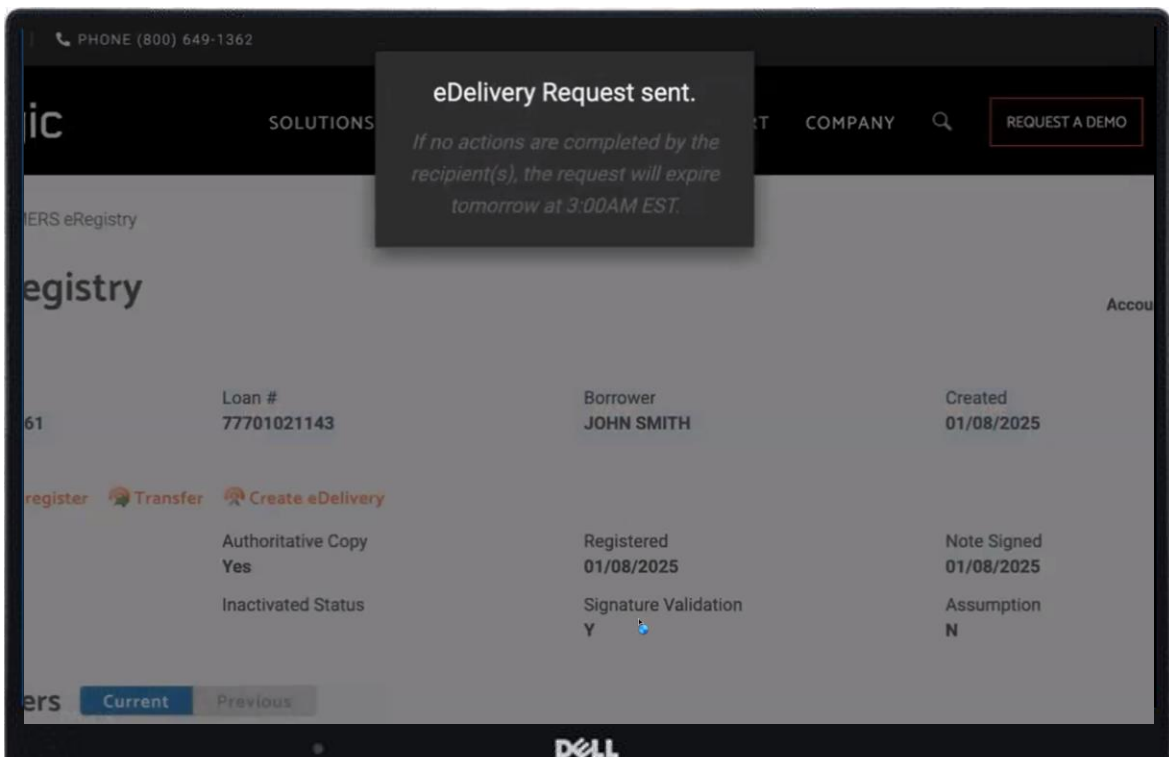 PHONE (800) 649-1362
eDelivery Request sent.
If no actions are completed by the
recipient(s), the request will expire
tomorrow at 3:00AM EST.
ic
SOLUTIONS
RT
COMPANY
REQUEST A DEMO
MERS eRegistry
egistry
Accou
Loan #
Borrower
Created
61
77701021143
JOHN SMITH
01/08/2025
register
Transfer
Create eDelivery
Authoritative Copy
Registered
Note Signed
Yes
01/08/2025
01/08/2025
Inactivated Status
Signature Validation
Assumption
Y
N
ers
Current
Previous
DELL